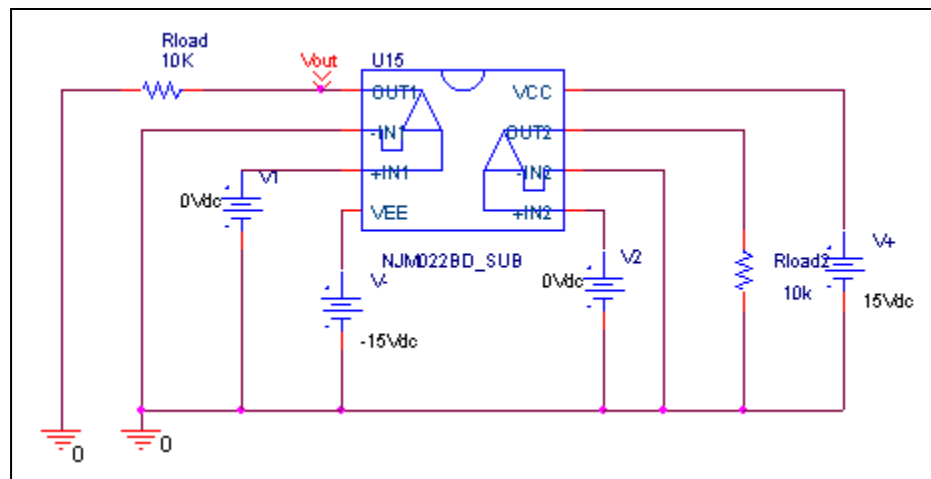 Rload
10K
Vout
U15
OUT1
VCC
-IN1
OUT2
+IN1
-IN2
VEE
+IN2
V1
0Vdc
NJM022BD_SUB
V-
-15Vdc
V2
0Vdc
Rload2
10k
V+
15Vdc
0
0